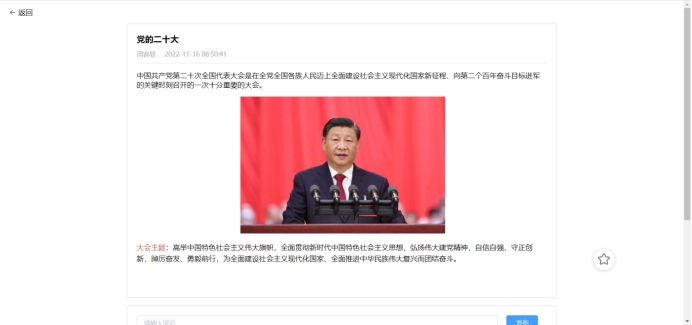 ← 返回
党的二十大
2022-11-16 08:50:41
中国共产党第二十次全国代表大会是在全党全国各族人民迈上全面建设社会主义现代化国家新征程、向第二个百年奋斗目标进军
的关键时刻召开的一次十分重要的大会。
大会主题：高举中国特色社会主义伟大旗帜，全面贯彻新时代中国特色社会主义思想，弘扬伟大建党精神，自信自强、守正创
新，踔厉奋发、勇毅前行，为全面建设社会主义现代化国家、全面推进中华民族伟大复兴而团结奋斗。
请输入评论
发布